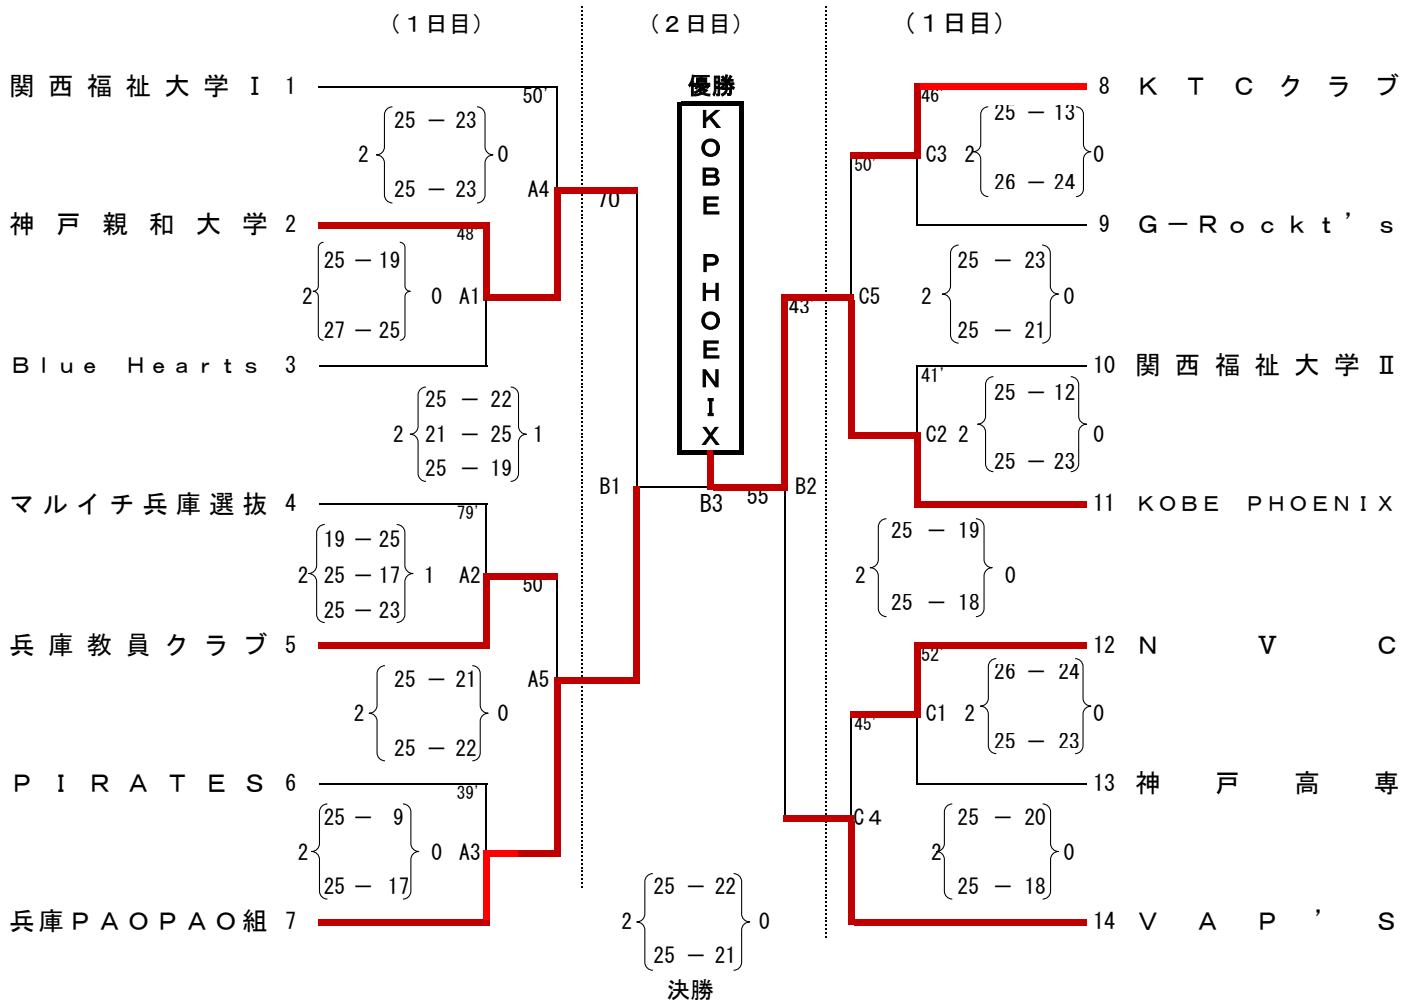 （１日目）
（２日目）
（１日目）
関西福祉大学Ⅰ 1
50'
25 － 23
2 0
25 － 23
A4
70
神戸親和大学 2
48'
25 － 19
2 0 A1
27 － 25
Blue Hearts 3
25 － 22
2 21 － 25 1
25 － 19
マルイチ兵庫選抜 4
79'
19 － 25
2 25 － 17 1 A2
25 － 23
50
兵庫教員クラブ 5
25 － 21
2 0
25 － 22
A5
PIRATES 6
39'
25 － 9
2 0 A3
25 － 17
兵庫PAOPAO組 7
優勝
KOBE PHOENIX
B1
B3
55
B2
43
25 － 22
2 0
25 － 21
決勝
8 KTCクラブ
46'
25 － 13
C3 2 0
26 － 24
50'
9 G－Rockt’s
25 － 23
C5 2 0
25 － 21
10 関西福祉大学Ⅱ
41'
25 － 12
C2 2 0
25 － 23
11 KOBE PHOENIX
25 － 19
2 0
25 － 18
12 NVC
52'
26 － 24
C1 2 0
25 － 23
45'
13 神戸高専
25 － 20
C4 2 0
25 － 18
14 VAP’S